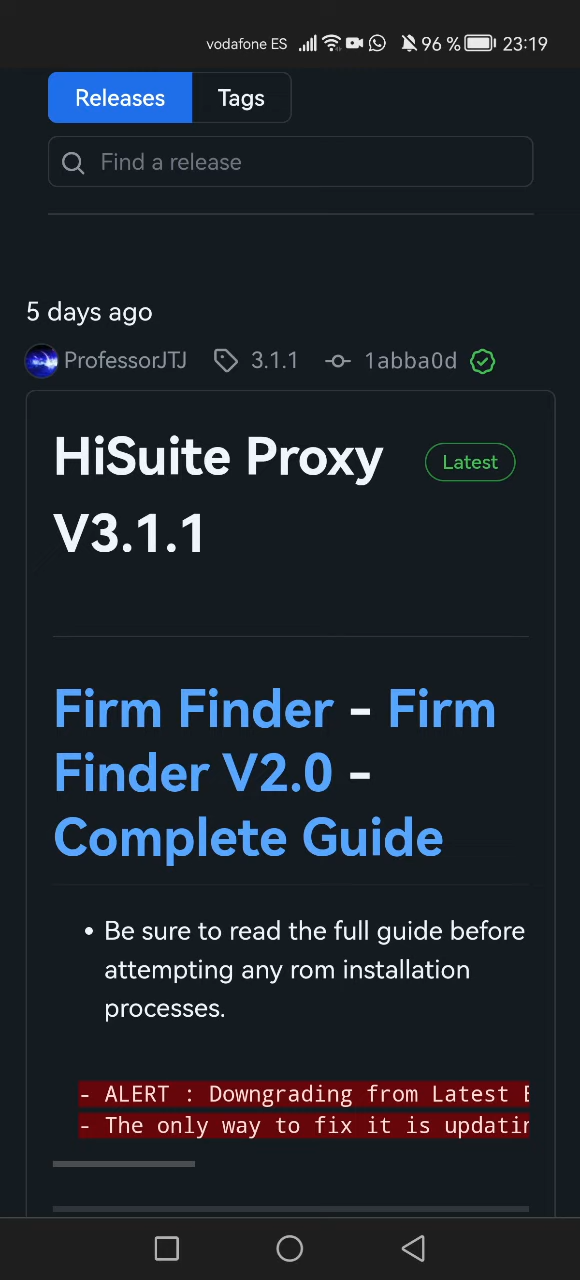 vodafone ES 96 % 23:19
Releases Tags
Find a release
5 days ago
ProfessorJTJ 3.1.1 1abba0d
HiSuite Proxy Latest
V3.1.1
Firm Finder - Firm
Finder V2.0 -
Complete Guide
• Be sure to read the full guide before
attempting any rom installation
processes.
- ALERT : Downgrading from Latest
- The only way to fix it is